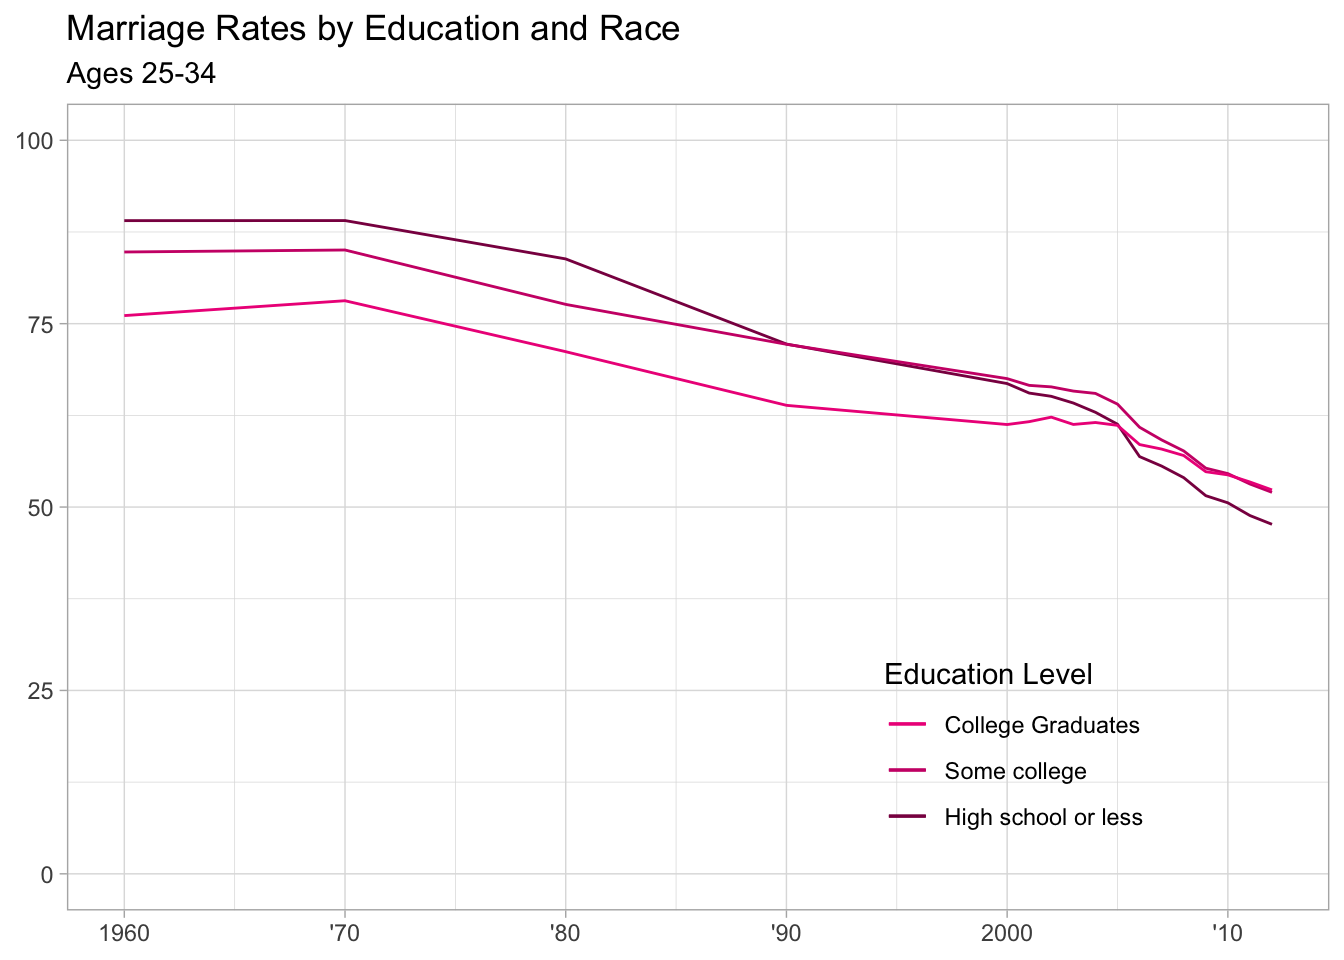 Marriage Rates by Education and Race
Ages 25-34
100
75
50
25
0
Education Level
College Graduates
Some college
High school or less
1960 '70 '80 '90 2000 '10